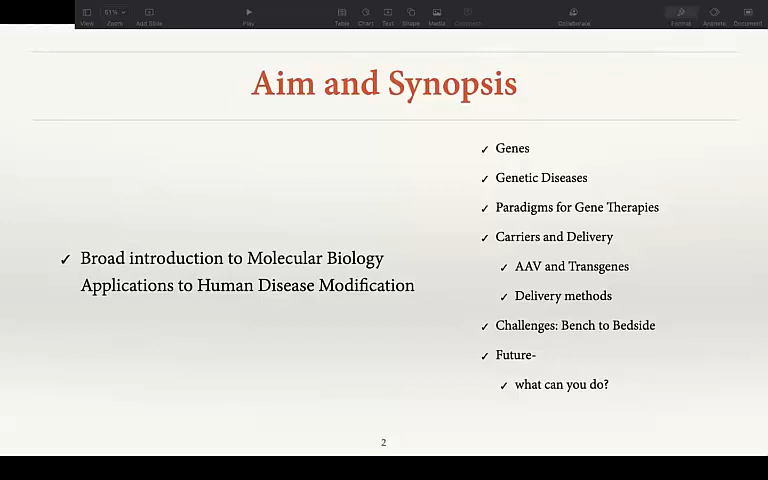 51%
View
Zoom
Add Slide
Play
Table
Chart
Text
Shape
Media
Comment
Collaborate
Format
Animate
Document
Aim and Synopsis
✓ Broad introduction to Molecular Biology
Applications to Human Disease Modification
✓ Genes
✓ Genetic Diseases
✓ Paradigms for Gene Therapies
✓ Carriers and Delivery
✓ AAV and Transgenes
✓ Delivery methods
✓ Challenges: Bench to Bedside
✓ Future-
✓ what can you do?
2